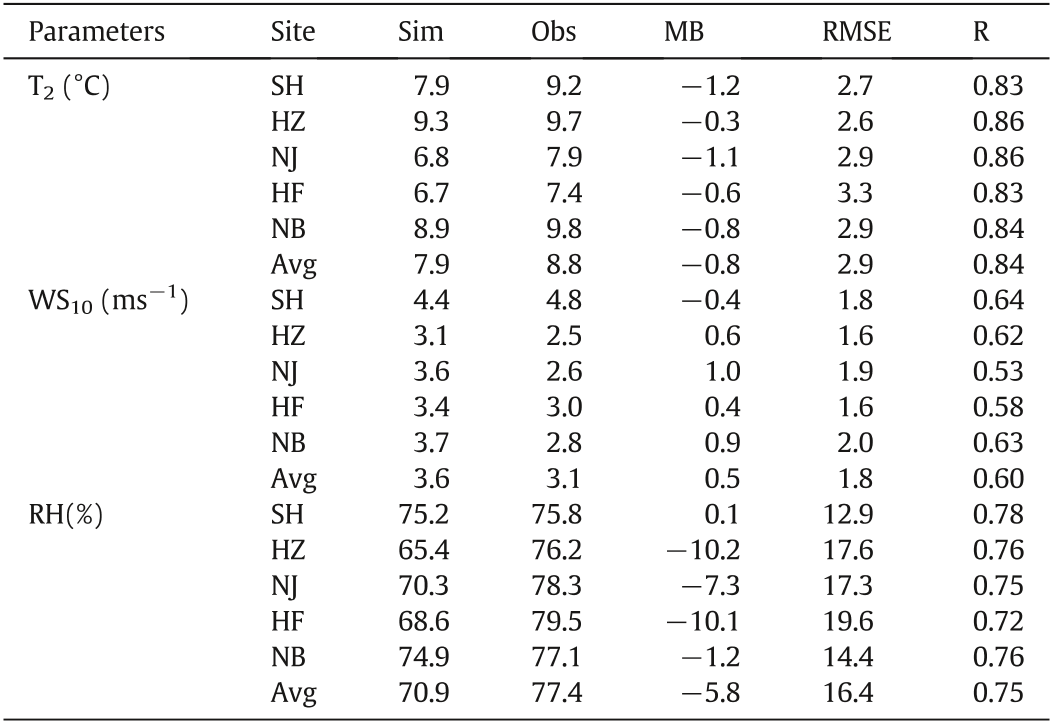 Parameters Site Sim Obs MB RMSE R
T₂ (°C) SH 7.9 9.2 −1.2 2.7 0.83
HZ 9.3 9.7 −0.3 2.6 0.86
NJ 6.8 7.9 −1.1 2.9 0.86
HF 6.7 7.4 −0.6 3.3 0.83
NB 8.9 9.8 −0.8 2.9 0.84
Avg 7.9 8.8 −0.8 2.9 0.84
WS₁₀ (ms⁻¹) SH 4.4 4.8 −0.4 1.8 0.64
HZ 3.1 2.5 0.6 1.6 0.62
NJ 3.6 2.6 1.0 1.9 0.53
HF 3.4 3.0 0.4 1.6 0.58
NB 3.7 2.8 0.9 2.0 0.63
Avg 3.6 3.1 0.5 1.8 0.60
RH(%) SH 75.2 75.8 0.1 12.9 0.78
HZ 65.4 76.2 −10.2 17.6 0.76
NJ 70.3 78.3 −7.3 17.3 0.75
HF 68.6 79.5 −10.1 19.6 0.72
NB 74.9 77.1 −1.2 14.4 0.76
Avg 70.9 77.4 −5.8 16.4 0.75